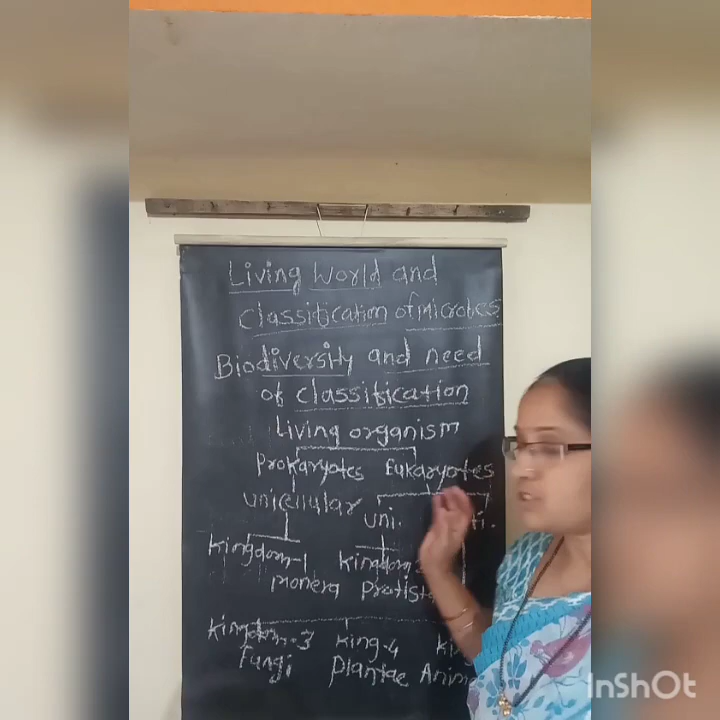 Living World and
Classification of Microbes
Biodiversity and need
of classification
Living organism
Prokaryotes Eukaryotes
unicellular
uni.
Kingdom-1 Kingdom
Monera Protist
Kingdom-3 King-4
Fungi Plantae Anim
InShOt